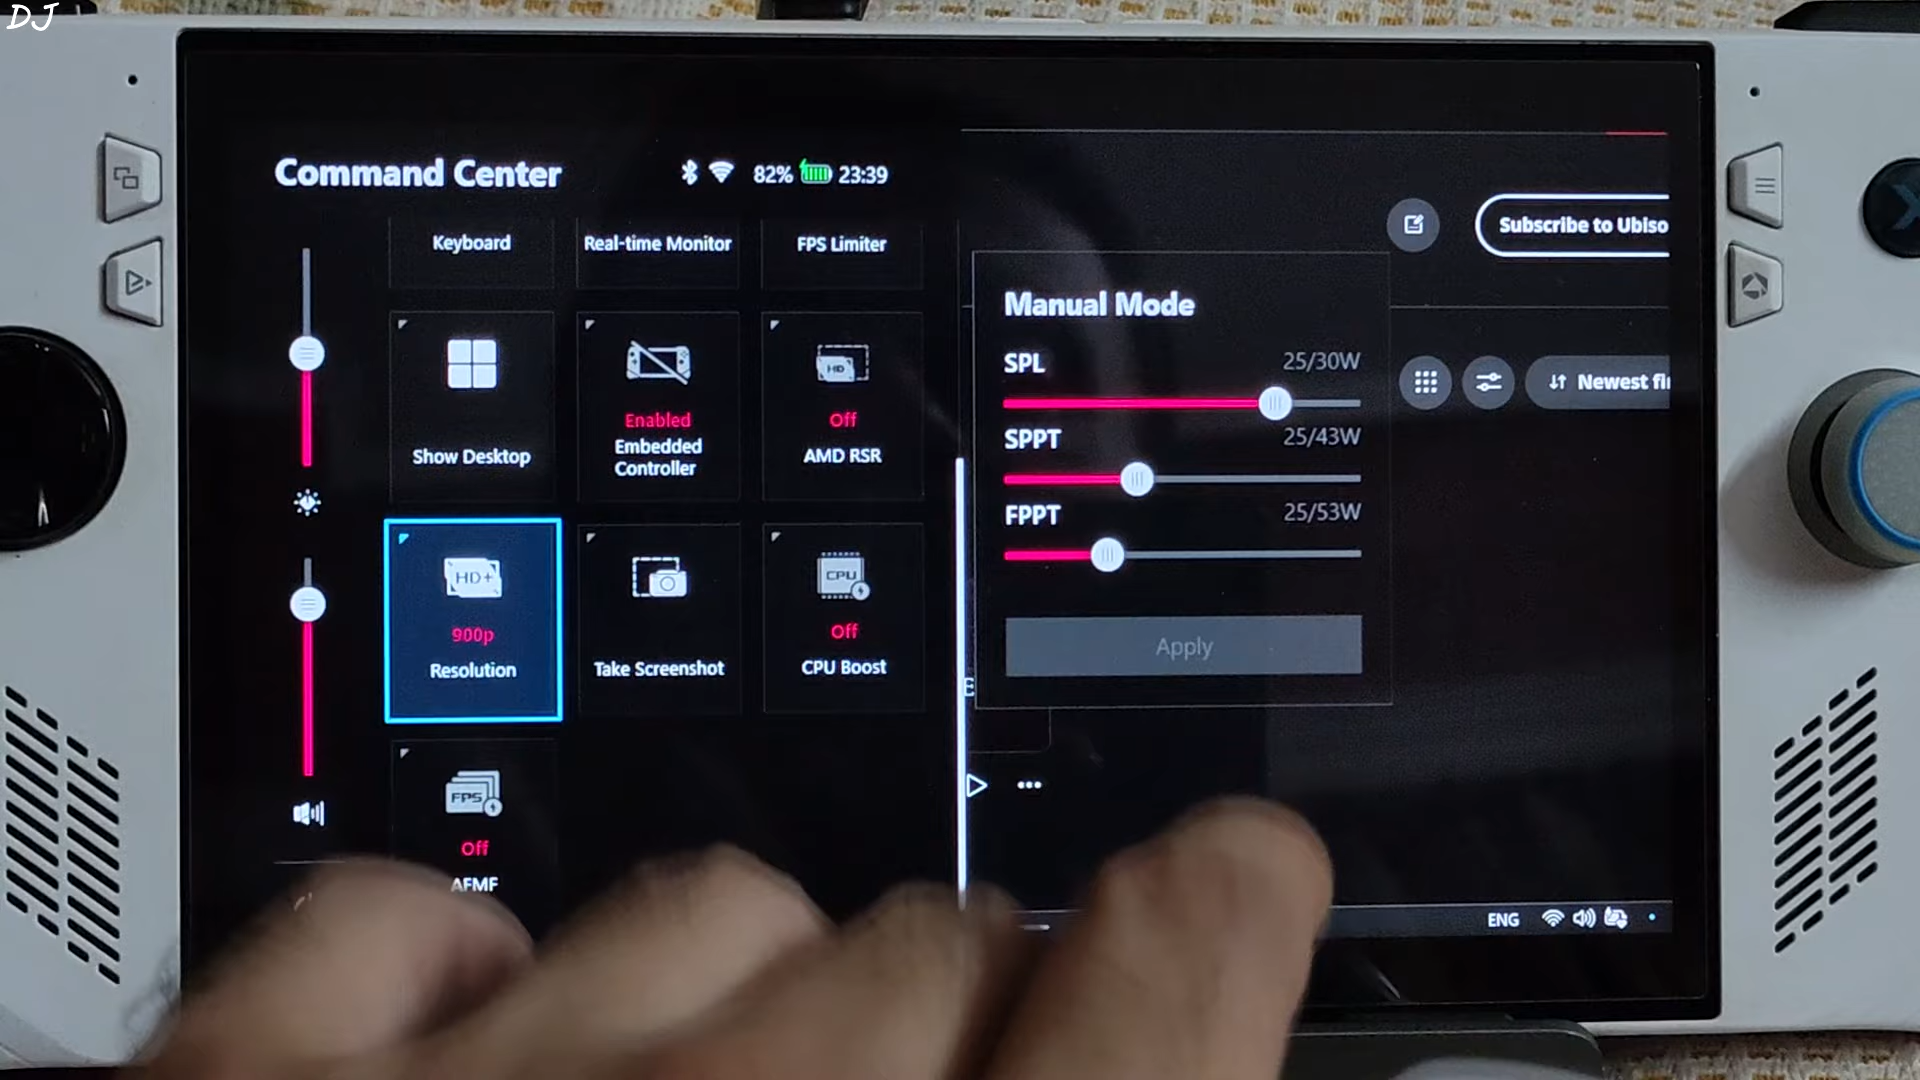 DJ
Command Center
82% 23:39
Subscribe to Ubiso
Keyboard
Real-time Monitor
FPS Limiter
Manual Mode
SPL 25/30W
SPPT 25/43W
FPPT 25/53W
Apply
Newest fi
Show Desktop
Enabled
Embedded
Controller
HD
Off
AMD RSR
HD+
900p
Resolution
Take Screenshot
CPU
Off
CPU Boost
FPS
Off
AFMF
E
ENG